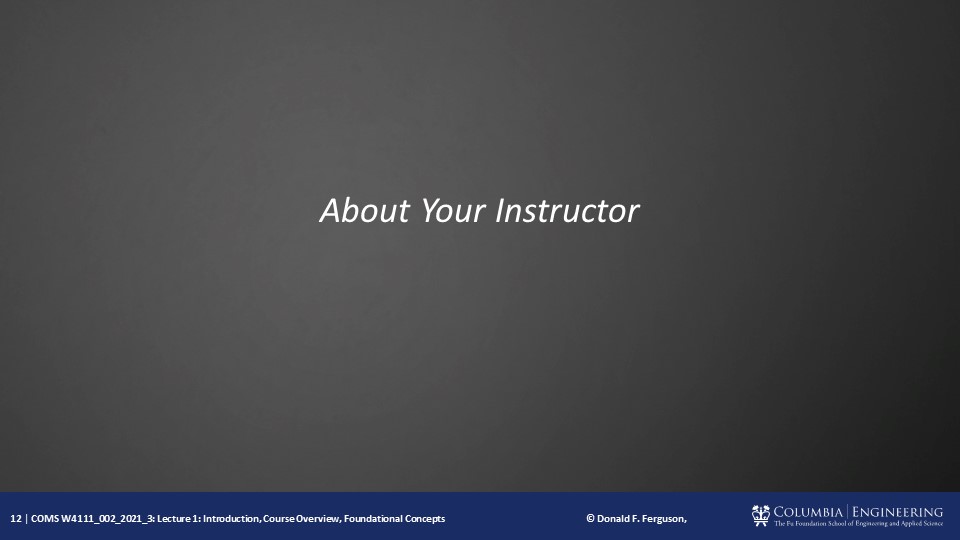 About Your Instructor
12 | COMS W4111_002_2021_3: Lecture 1: Introduction, Course Overview, Foundational Concepts
© Donald F. Ferguson,
COLUMBIA | ENGINEERING
The Fu Foundation School of Engineering and Applied Science